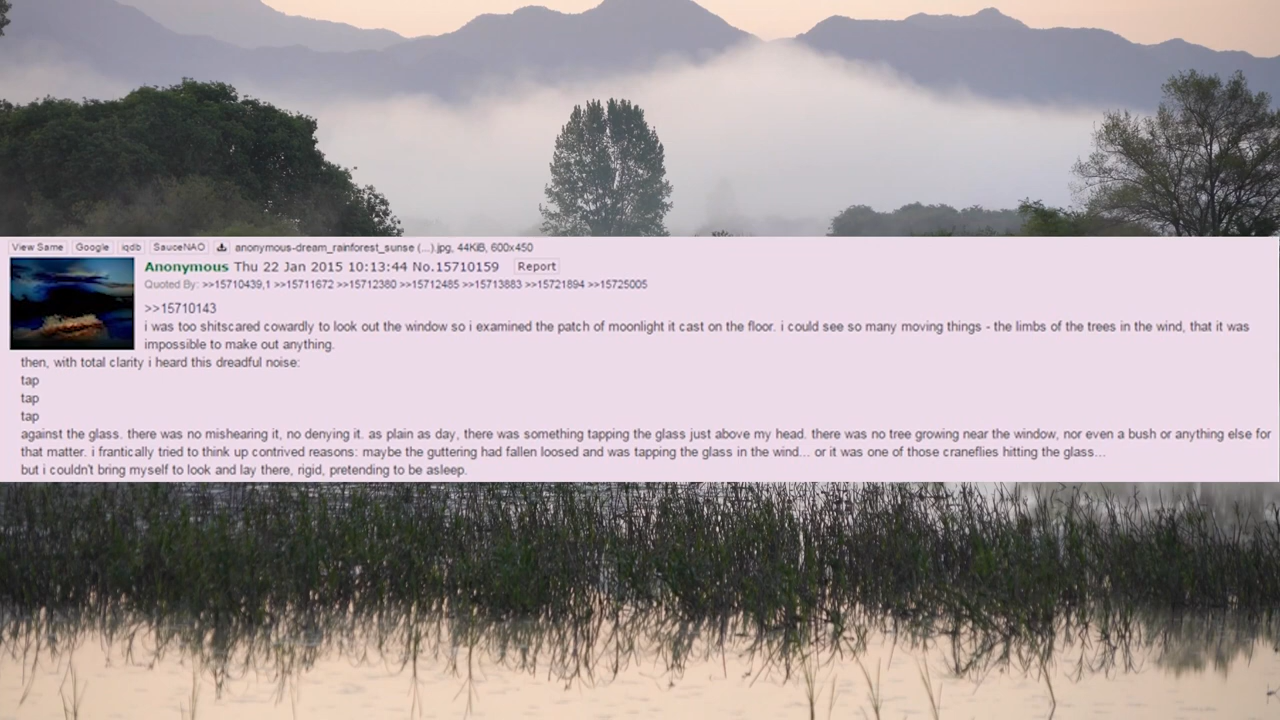 View Same Google iqdb SauceNAO anonymous-dream_rainforest_sunse (...).jpg, 44KiB, 600x450
Anonymous Thu 22 Jan 2015 10:13:44 No.15710159 Report
Quoted By: >>15710439,1 >>15711672 >>15712380 >>15712485 >>15713883 >>15721894 >>15725005
>>15710143
i was too shitscared cowardly to look out the window so i examined the patch of moonlight it cast on the floor. i could see so many moving things - the limbs of the trees in the wind, that it was
impossible to make out anything.
then, with total clarity i heard this dreadful noise:
tap
tap
tap
against the glass. there was no mishearing it, no denying it. as plain as day, there was something tapping the glass just above my head. there was no tree growing near the window, nor even a bush or anything else for
that matter. i frantically tried to think up contrived reasons: maybe the guttering had fallen loosed and was tapping the glass in the wind... or it was one of those craneflies hitting the glass...
but i couldn't bring myself to look and lay there, rigid, pretending to be asleep.